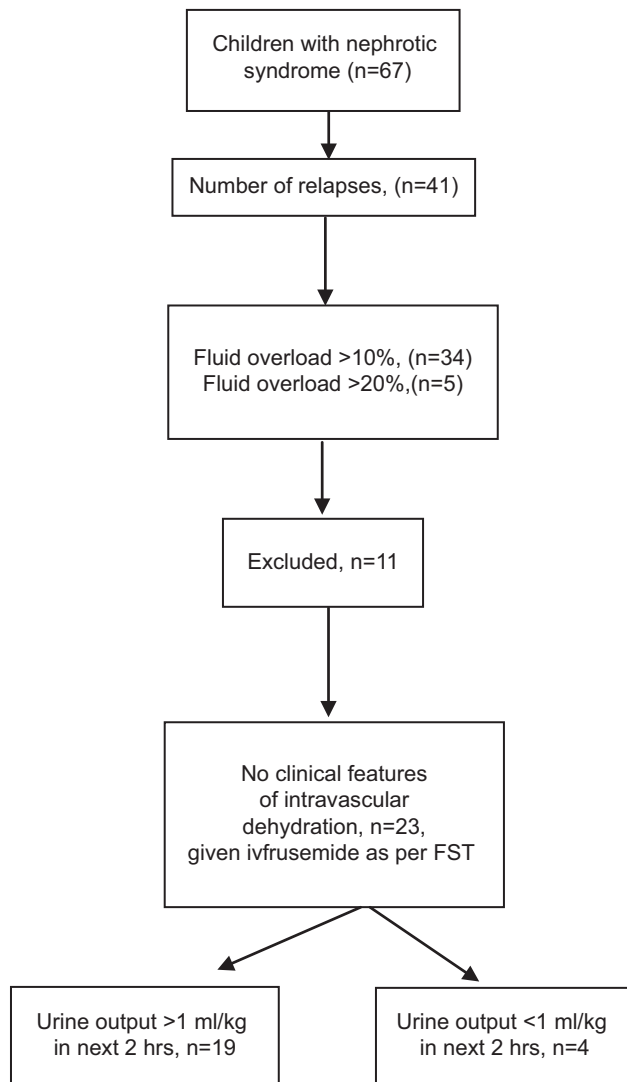 Children with nephrotic
syndrome (n=67)
Number of relapses, (n=41)
Fluid overload >10%, (n=34)
Fluid overload >20%,(n=5)
Excluded, n=11
No clinical features
of intravascular
dehydration, n=23,
given ivfrusemide as per FST
Urine output >1 ml/kg
in next 2 hrs, n=19
Urine output <1 ml/kg
in next 2 hrs, n=4